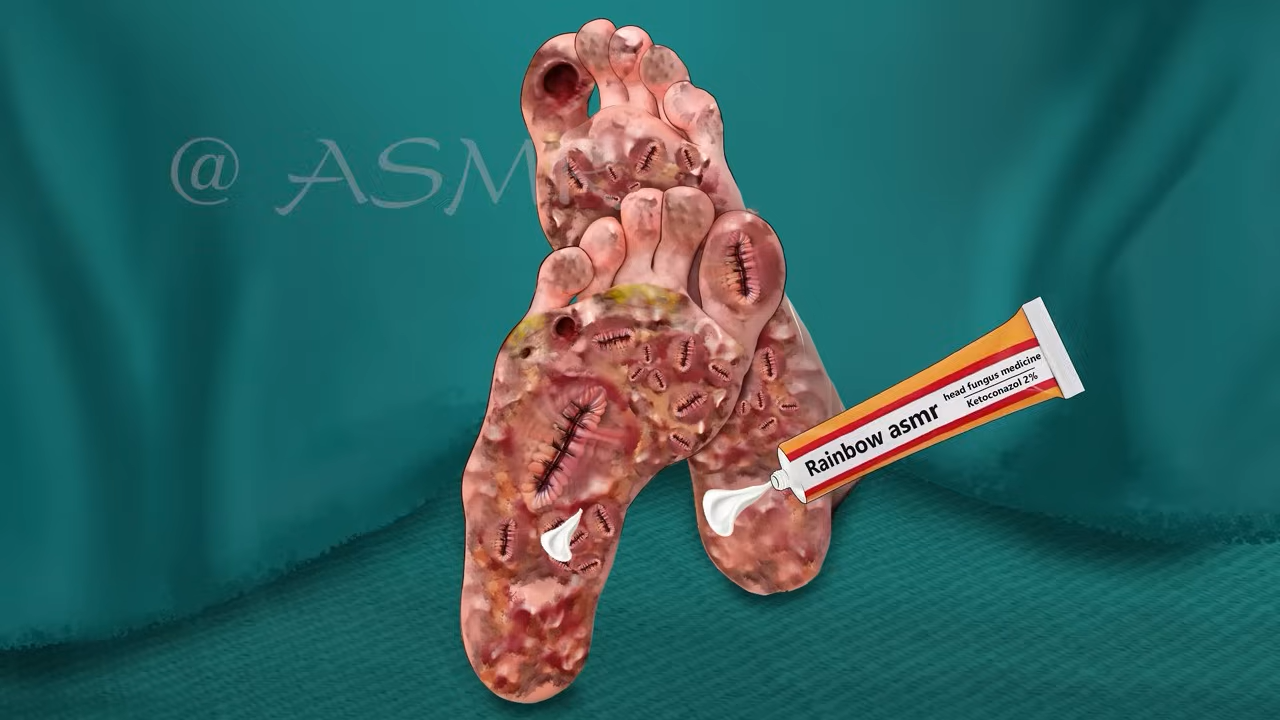 @ ASM
Rainbow asmr
head fungus medicine
Ketoconazol 2%